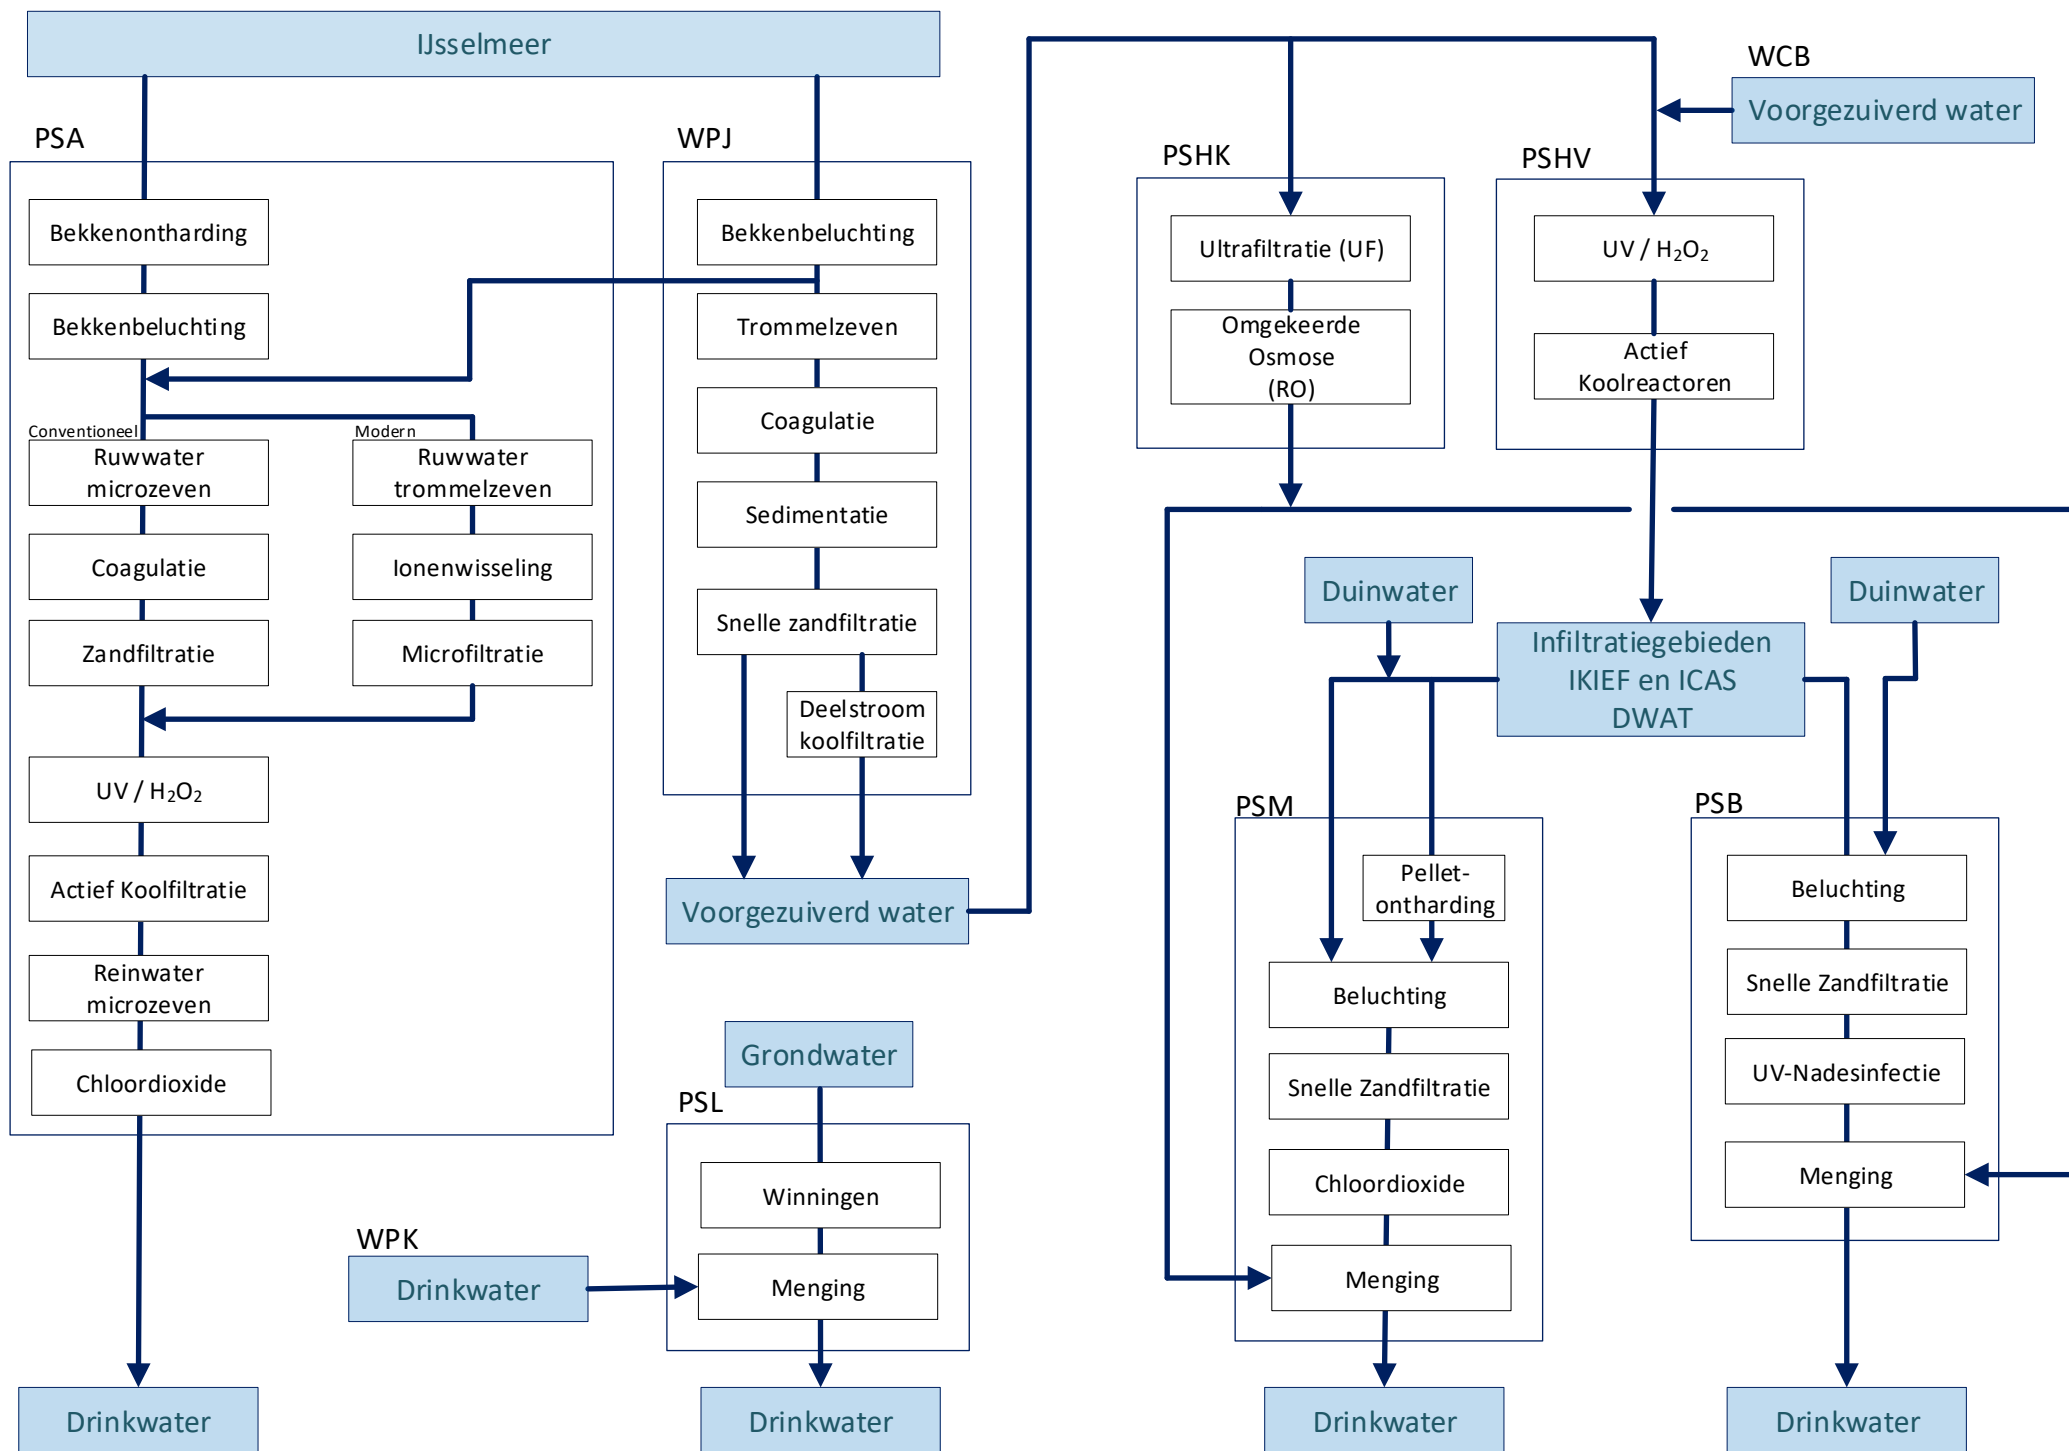 IJsselmeer
PSA
Bekkenontharding
Bekkenbeluchting
Conventioneel
Modern
Ruwwater
microzeven
Ruwwater
trommelzeven
Coagulatie
Ionenwisseling
Zandfiltratie
Microfiltratie
UV / H₂O₂
Actief Koolfiltratie
Reinwater
microzeven
Chloordioxide
Drinkwater
WPJ
Bekkenbeluchting
Trommelzeven
Coagulatie
Sedimentatie
Snelle zandfiltratie
Deelstroom
koolfiltratie
Voorgezuiverd water
Grondwater
PSL
Winningen
WPK
Drinkwater
Menging
Drinkwater
PSHK
Ultrafiltratie (UF)
Omgekeerde
Osmose
(RO)
WCB
Voorgezuiverd water
PSHV
UV / H₂O₂
Actief
Koolreactoren
Duinwater
Duinwater
Infiltratiegebieden
IKIEF en ICAS
DWAT
PSM
Pellet-
ontharding
Beluchting
Snelle Zandfiltratie
Chloordioxide
Menging
Drinkwater
PSB
Beluchting
Snelle Zandfiltratie
UV-Nadesinfectie
Menging
Drinkwater